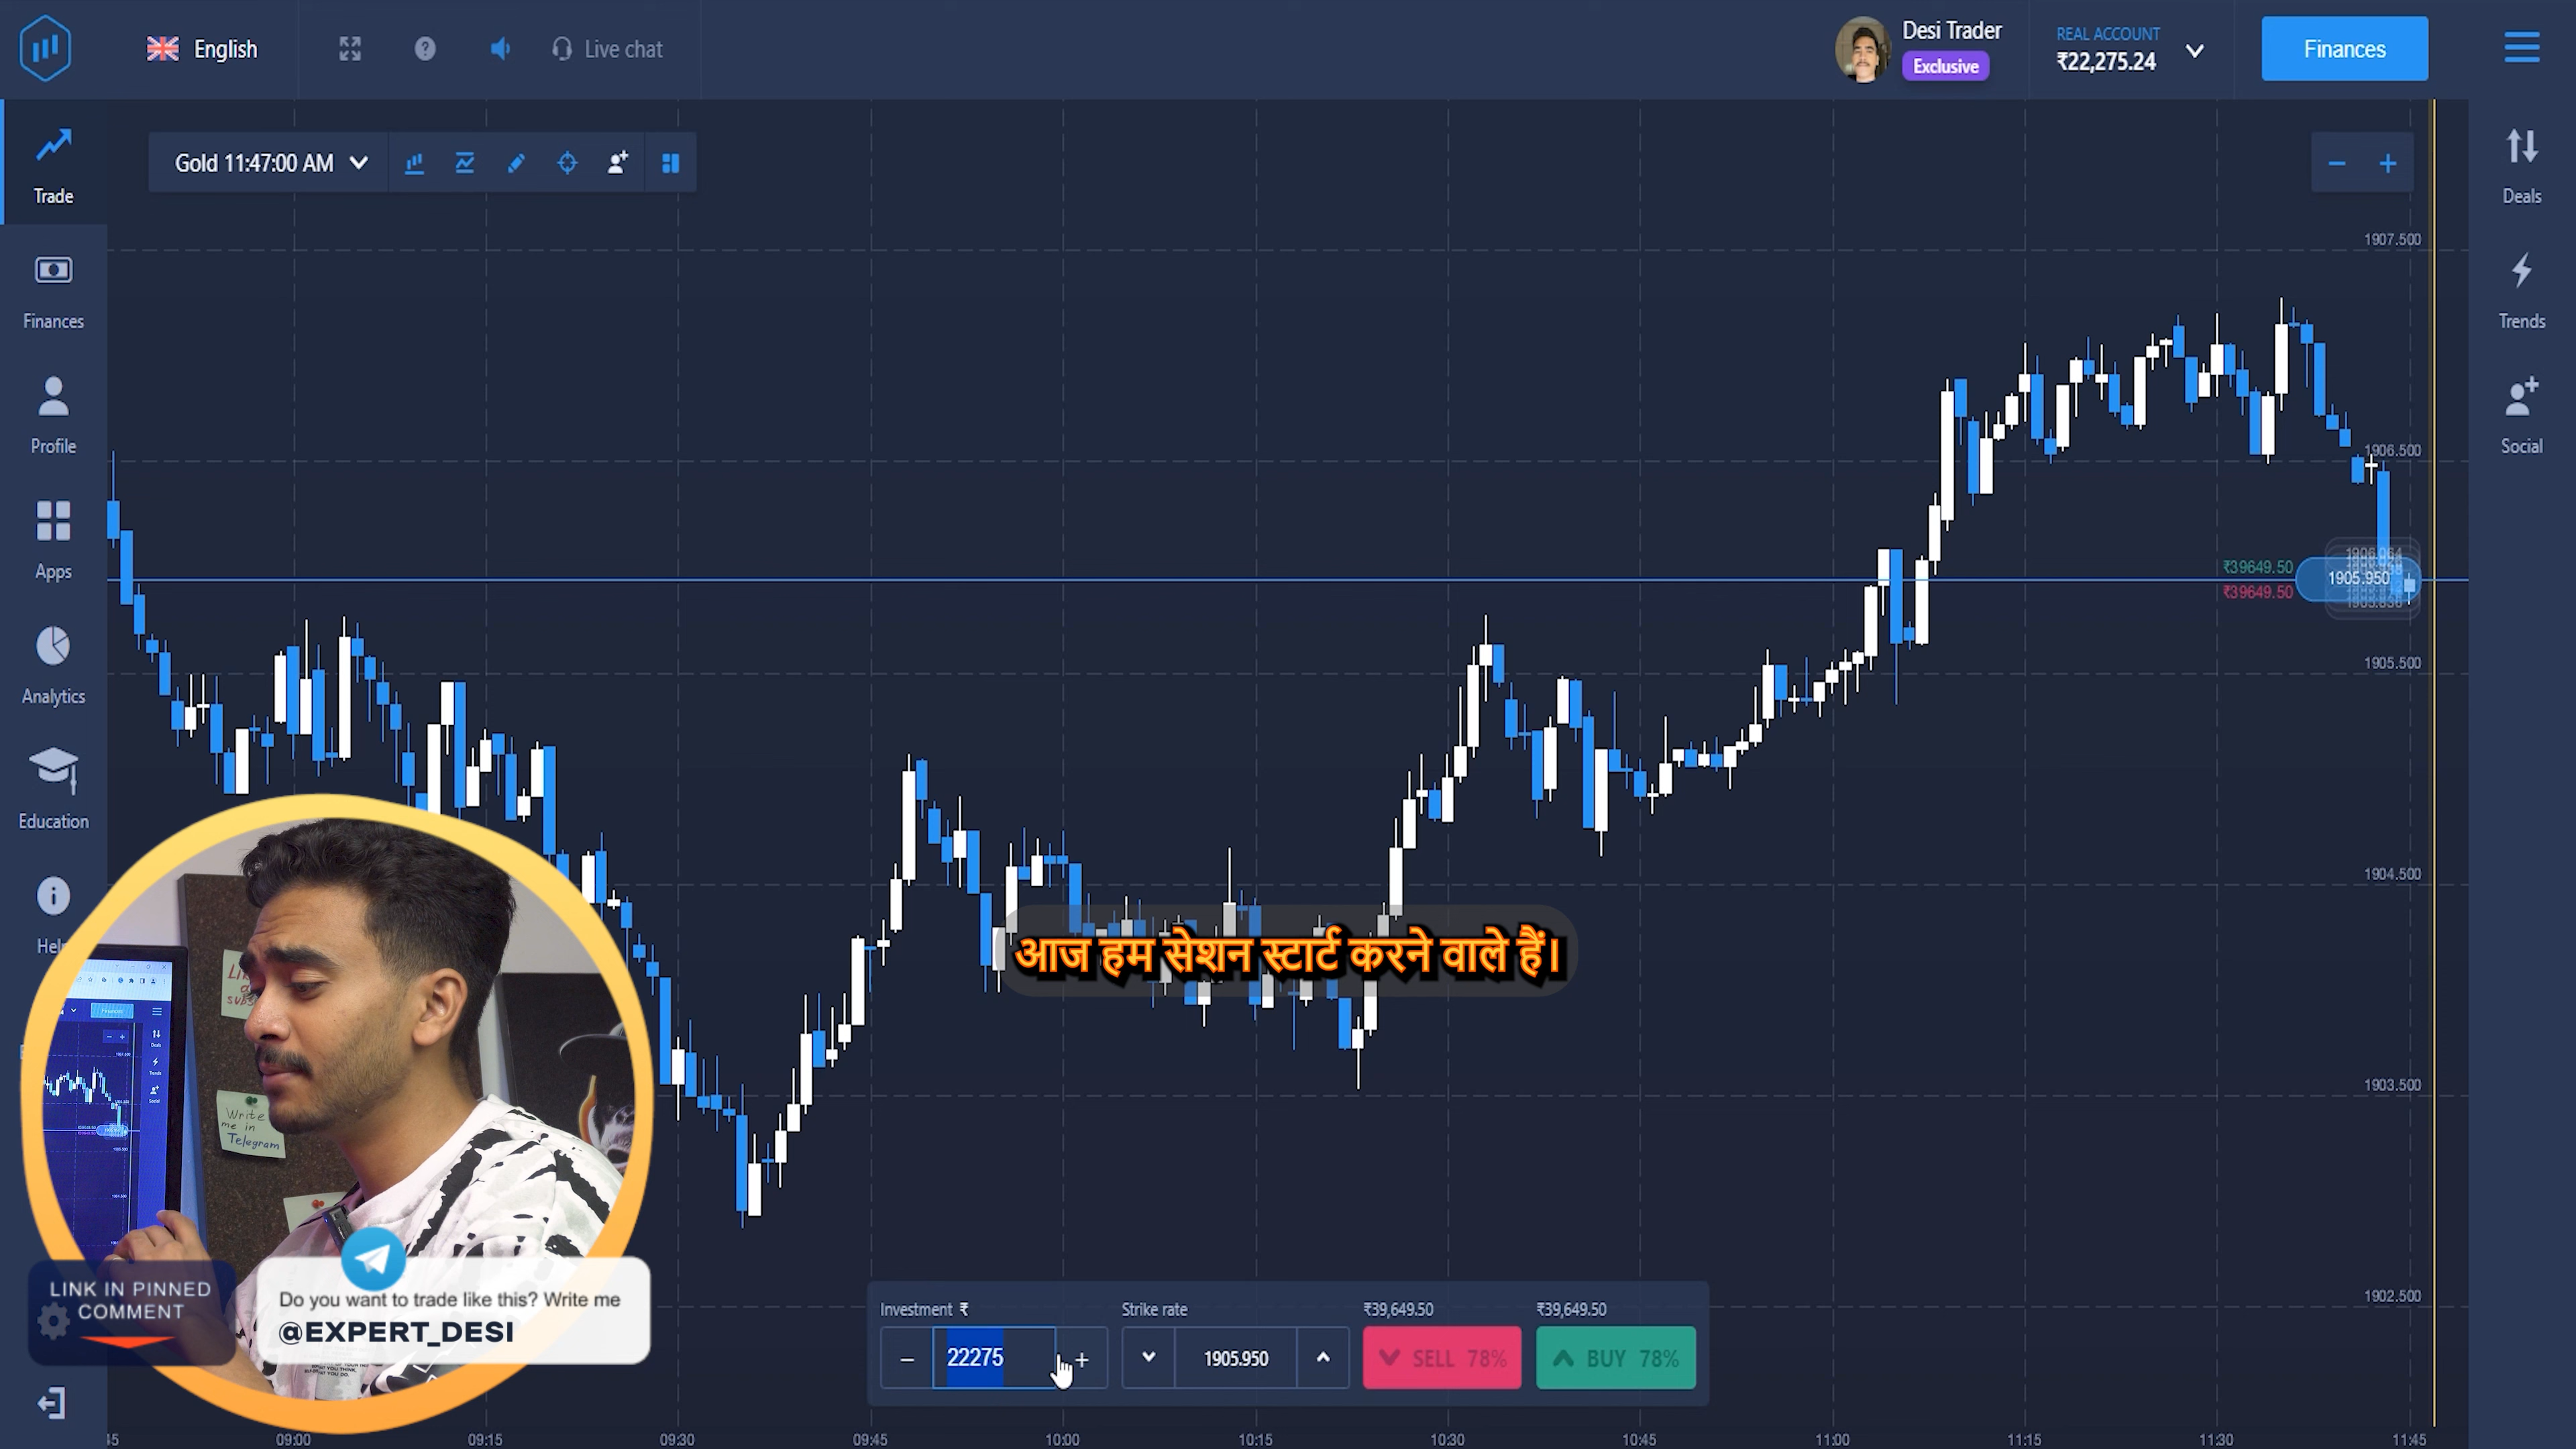 English
Live chat
Desi Trader
Exclusive
REAL ACCOUNT
₹22,275.24
Finances
Trade
Finances
Profile
Apps
Analytics
Education
Help
Gold 11:47:00 AM
Deals
Trends
Social
1907.500
1906.500
₹39649.50
₹39649.50
1905.950
1905.500
1904.500
1903.500
1902.500
आज हम सेशन स्टार्ट करने वाले हैं।
Write
me in
Telegram
LINK IN PINNED
COMMENT
Do you want to trade like this? Write me
@EXPERT_DESI
Investment ₹
22275
Strike rate
1905.950
₹39,649.50
SELL 78%
₹39,649.50
BUY 78%
45 09:00 09:15 09:30 09:45 10:00 10:15 10:30 10:45 11:00 11:15 11:30 11:45